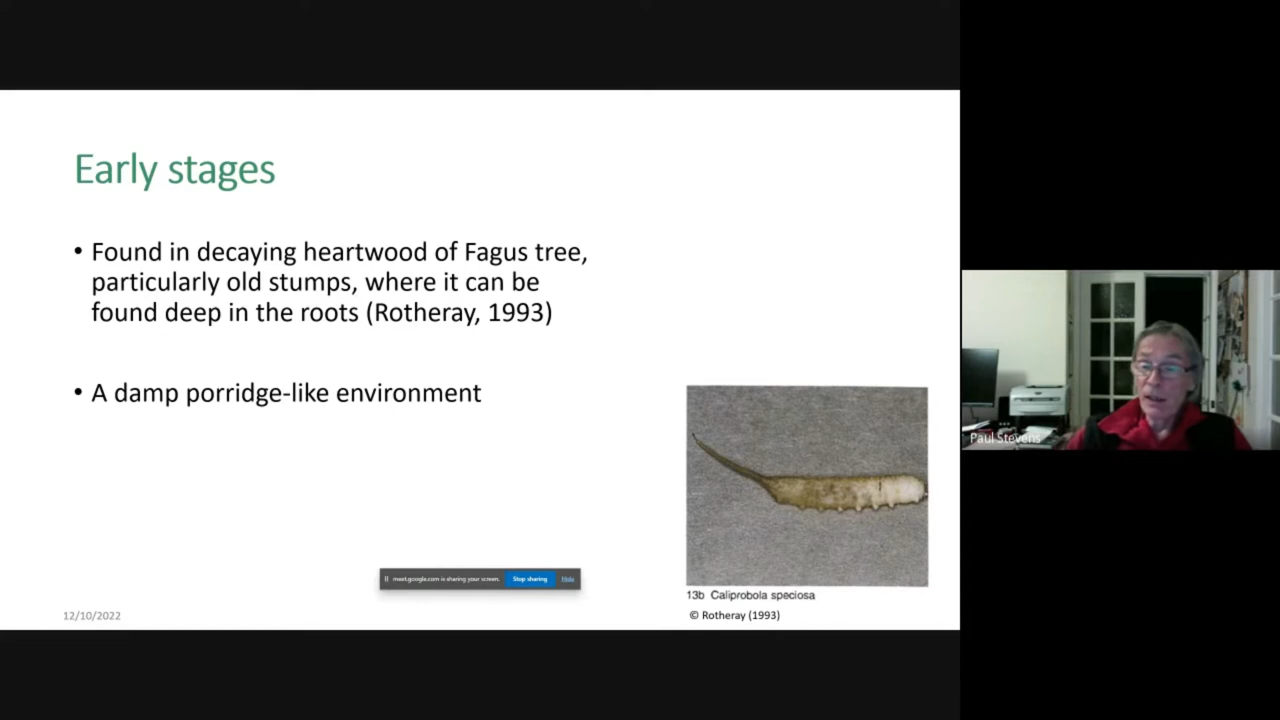 Early stages
• Found in decaying heartwood of Fagus tree,
particularly old stumps, where it can be
found deep in the roots (Rotheray, 1993)
• A damp porridge-like environment
13b Caliprobola speciosa
© Rotheray (1993)
meet.google.com is sharing your screen. Stop sharing Hide
12/10/2022
Paul Stevens